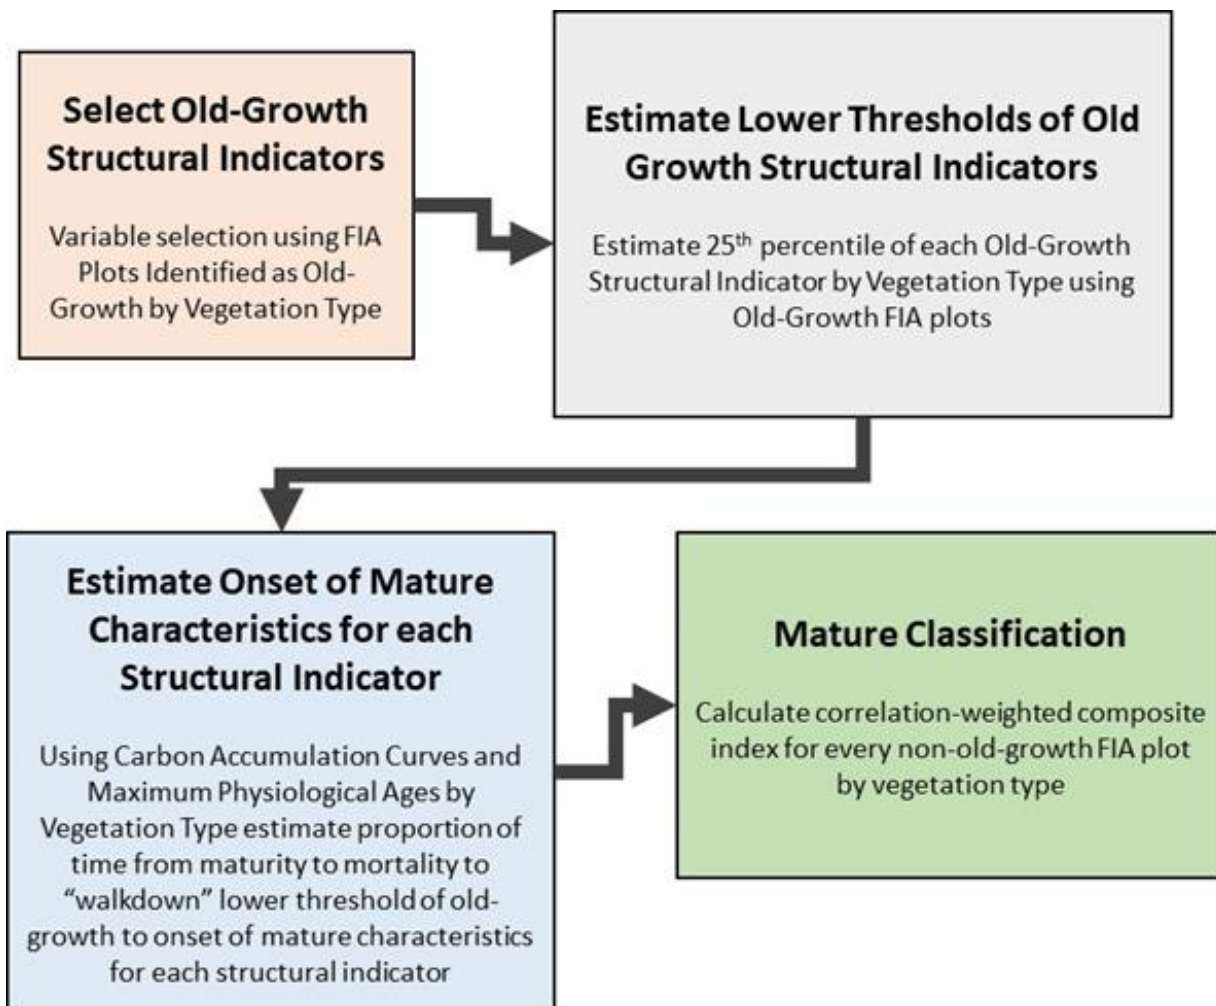 Select Old-Growth
Structural Indicators
Variable selection using FIA
Plots Identified as Old-
Growth by Vegetation Type
Estimate Lower Thresholds of Old
Growth Structural Indicators
Estimate 25th percentile of each Old-Growth
Structural Indicator by Vegetation Type using
Old-Growth FIA plots
Estimate Onset of Mature
Characteristics for each
Structural Indicator
Using Carbon Accumulation Curves and
Maximum Physiological Ages by
Vegetation Type estimate proportion of
time from maturity to mortality to
“walkdown” lower threshold of old-
growth to onset of mature characteristics
for each structural indicator
Mature Classification
Calculate correlation-weighted composite
index for every non-old-growth FIA plot
by vegetation type